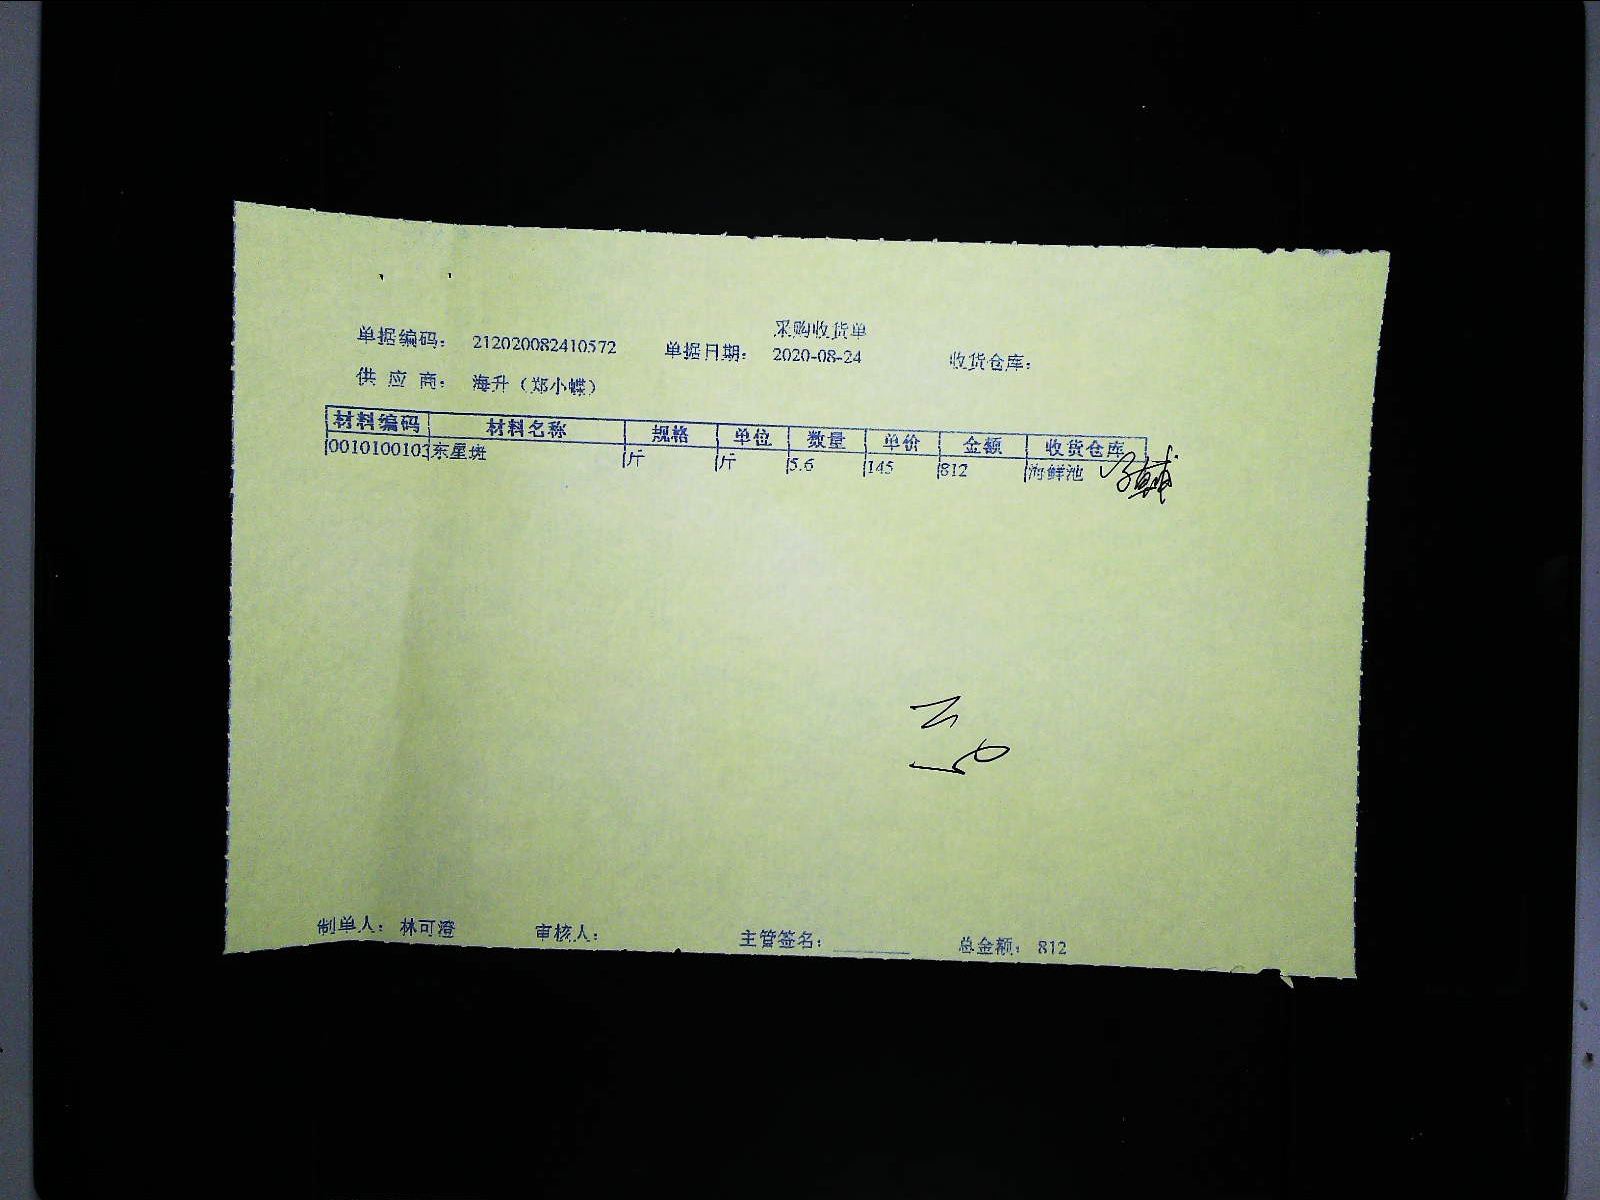 采购收货单
单据编码： 212020082410572 单据日期： 2020-08-24 收货仓库：
供 应 商： 海升（郑小蝶）
材料编码 材料名称 规格 单位 数量 单价 金额 收货仓库
0010100103 东星斑 斤 斤 5.6 145 812 海鲜池
制单人： 林可澄 审核人： 主管签名： 总金额： 812